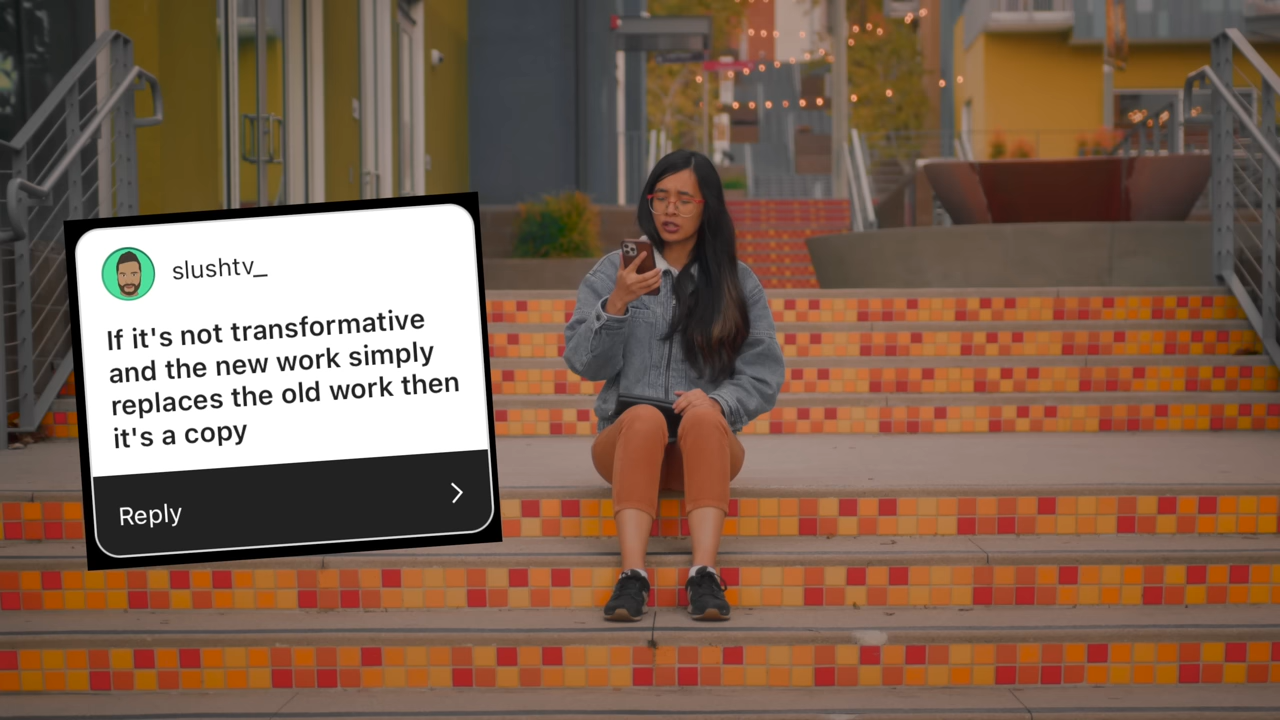 slushtv_
If it's not transformative
and the new work simply
replaces the old work then
it's a copy
Reply